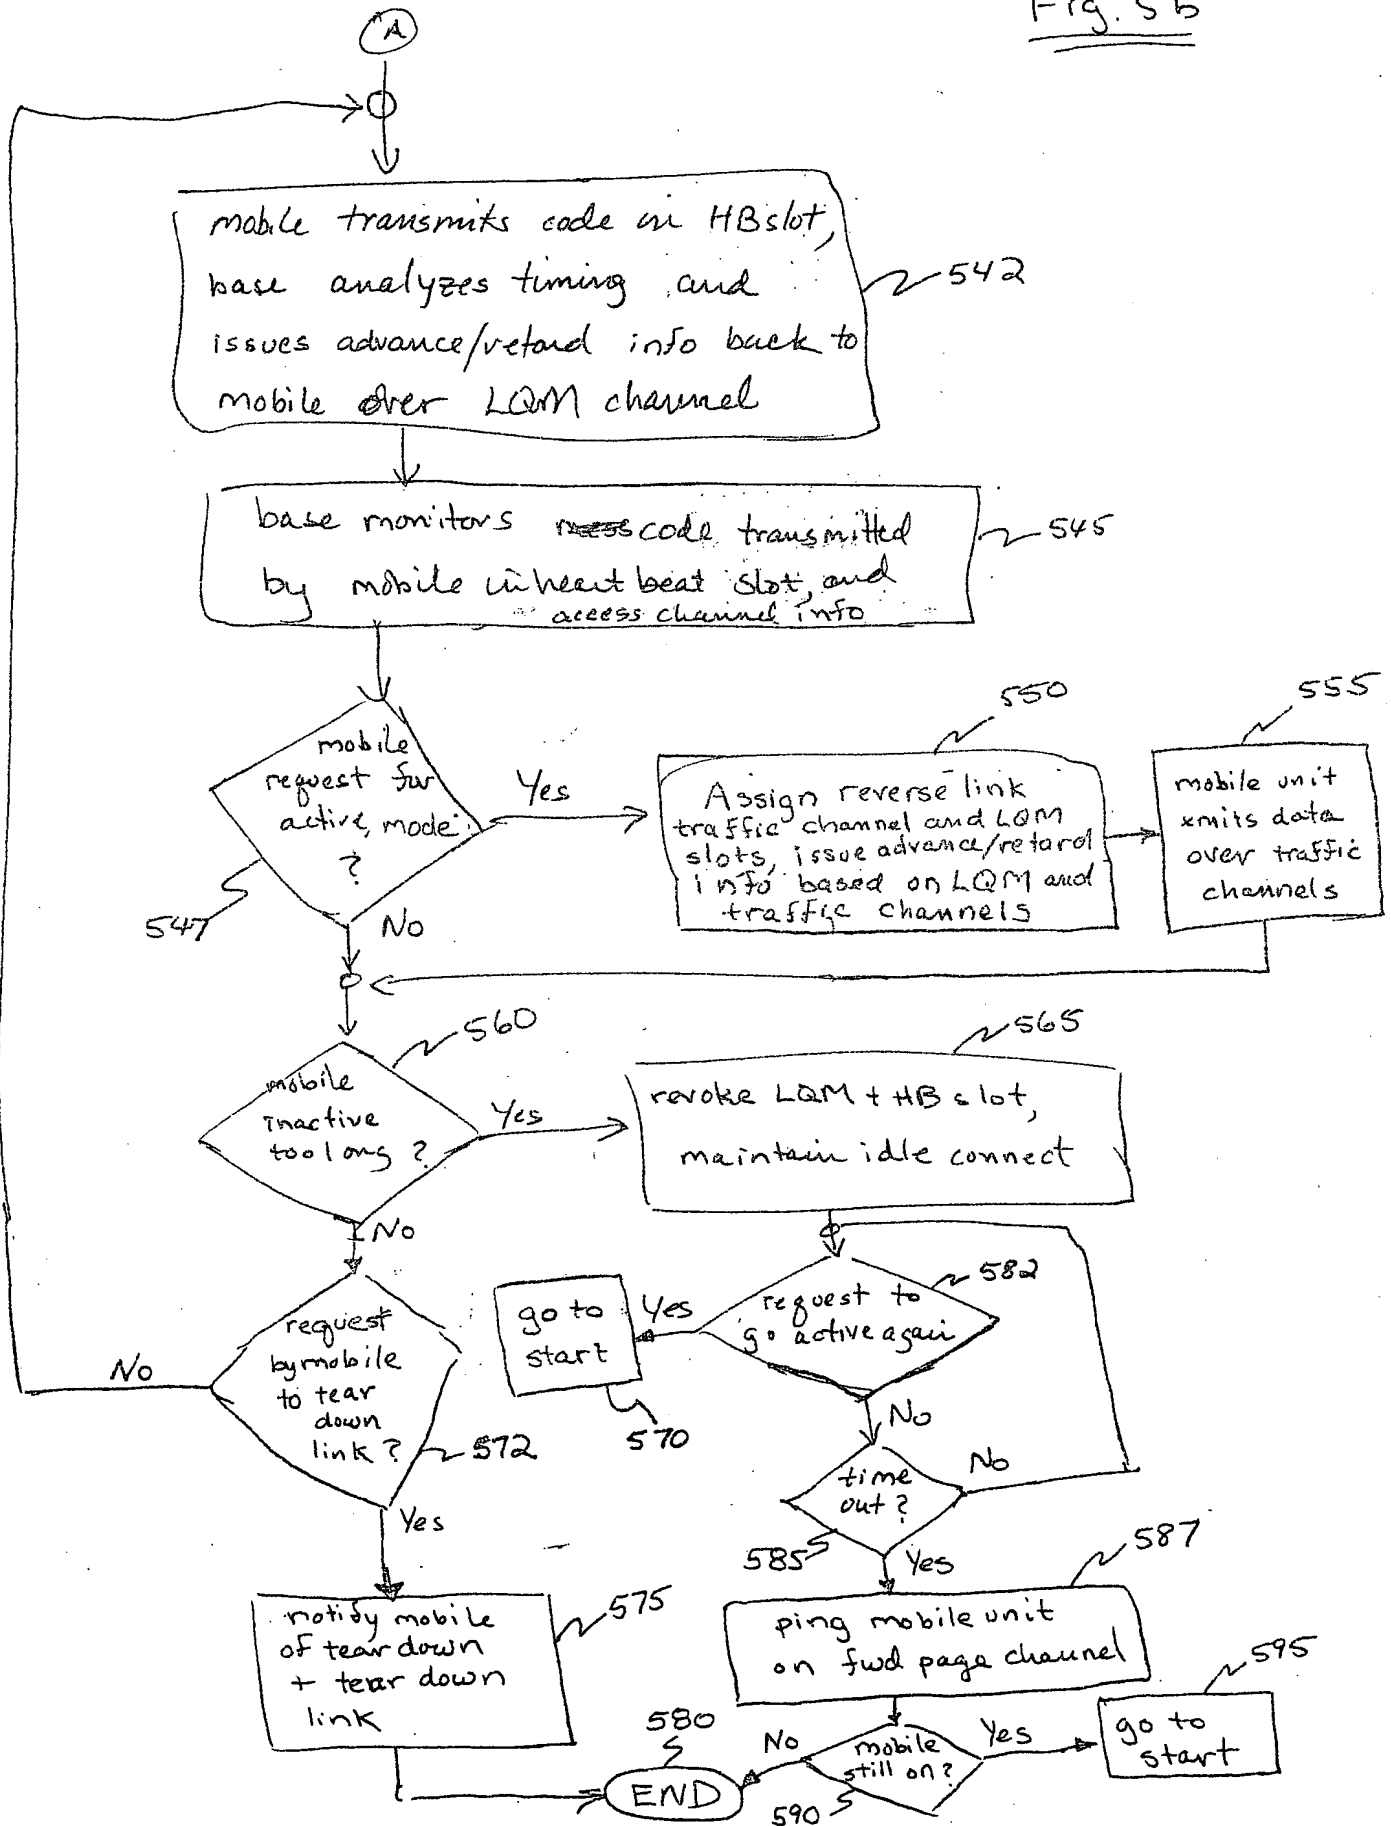 Fig. 5b
A
mobile transmits code in HBslot,
base analyzes timing and
issues advance/retard info back to
mobile over LQM channel
542
base monitors code transmitted
by mobile in heart beat slot, and
access channel info
545
550
555
mobile
request for
active, mode
?
Yes
547
No
Assign reverse link
traffic channel and LQM
slots, issue advance/retard
info based on LQM and
traffic channels
mobile unit
xmits data
over traffic
channels
560
565
mobile
inactive
too long ?
Yes
No
revoke LQM + HB slot,
maintain idle connect
582
request to
go active again
Yes
go to
start
570
No
request
by mobile
to tear
down
link ?
572
No
Yes
time
out ?
No
585
Yes
587
notify mobile
of tear down
+ tear down
link
575
ping mobile unit
on fwd page channel
595
580
END
No
mobile
still on ?
590
Yes
go to
start